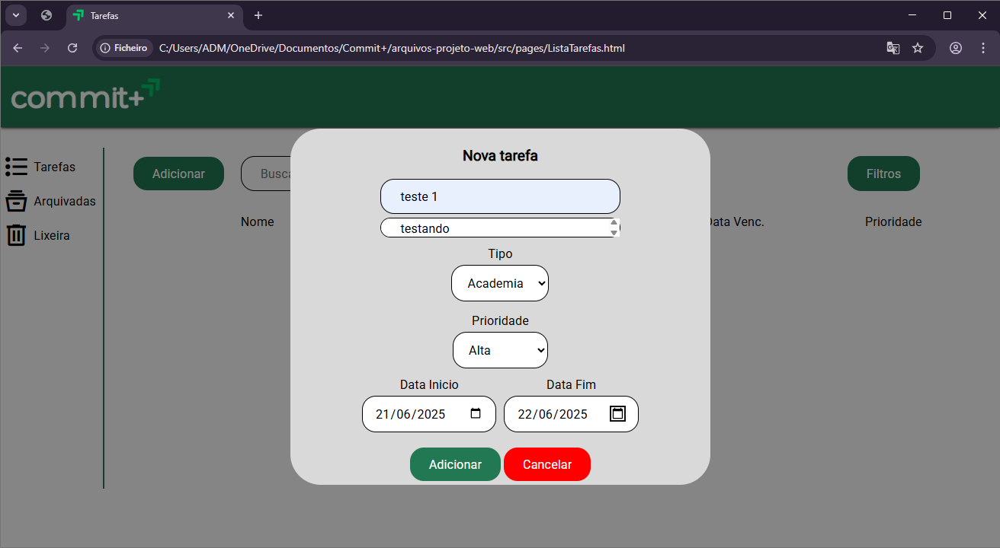 Tarefas
Ficheiro C:/Users/ADM/OneDrive/Documentos/Commit+/arquivos-projeto-web/src/pages/ListaTarefas.html
commit+
Tarefas
Arquivadas
Lixeira
Adicionar Busca Filtros
Nome Data Venc. Prioridade
Nova tarefa
teste 1
testando
Tipo
Academia
Prioridade
Alta
Data Inicio Data Fim
21/06/2025 22/06/2025
Adicionar Cancelar